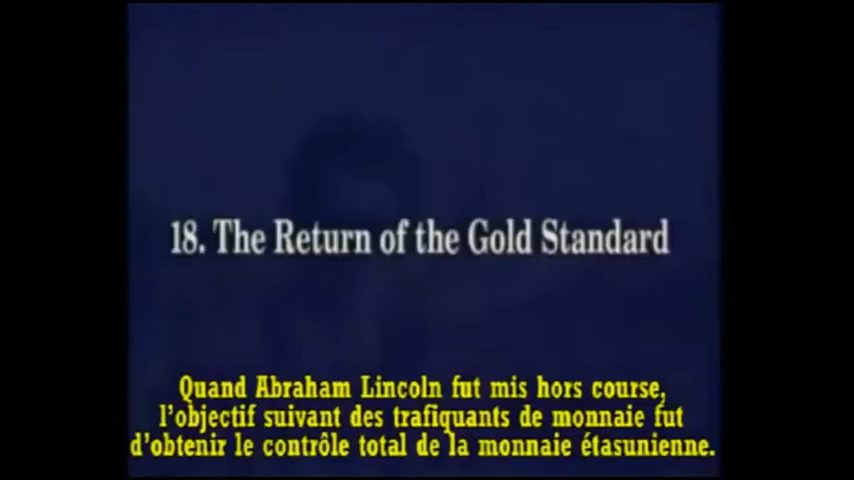 18. The Return of the Gold Standard
Quand Abraham Lincoln fut mis hors course,
l'objectif suivant des trafiquants de monnaie fut
d'obtenir le contrôle total de la monnaie étasunienne.